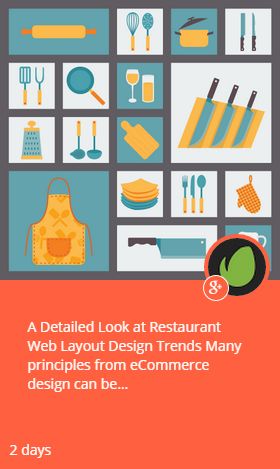 g+
A Detailed Look at Restaurant
Web Layout Design Trends Many
principles from eCommerce
design can be...
2 days